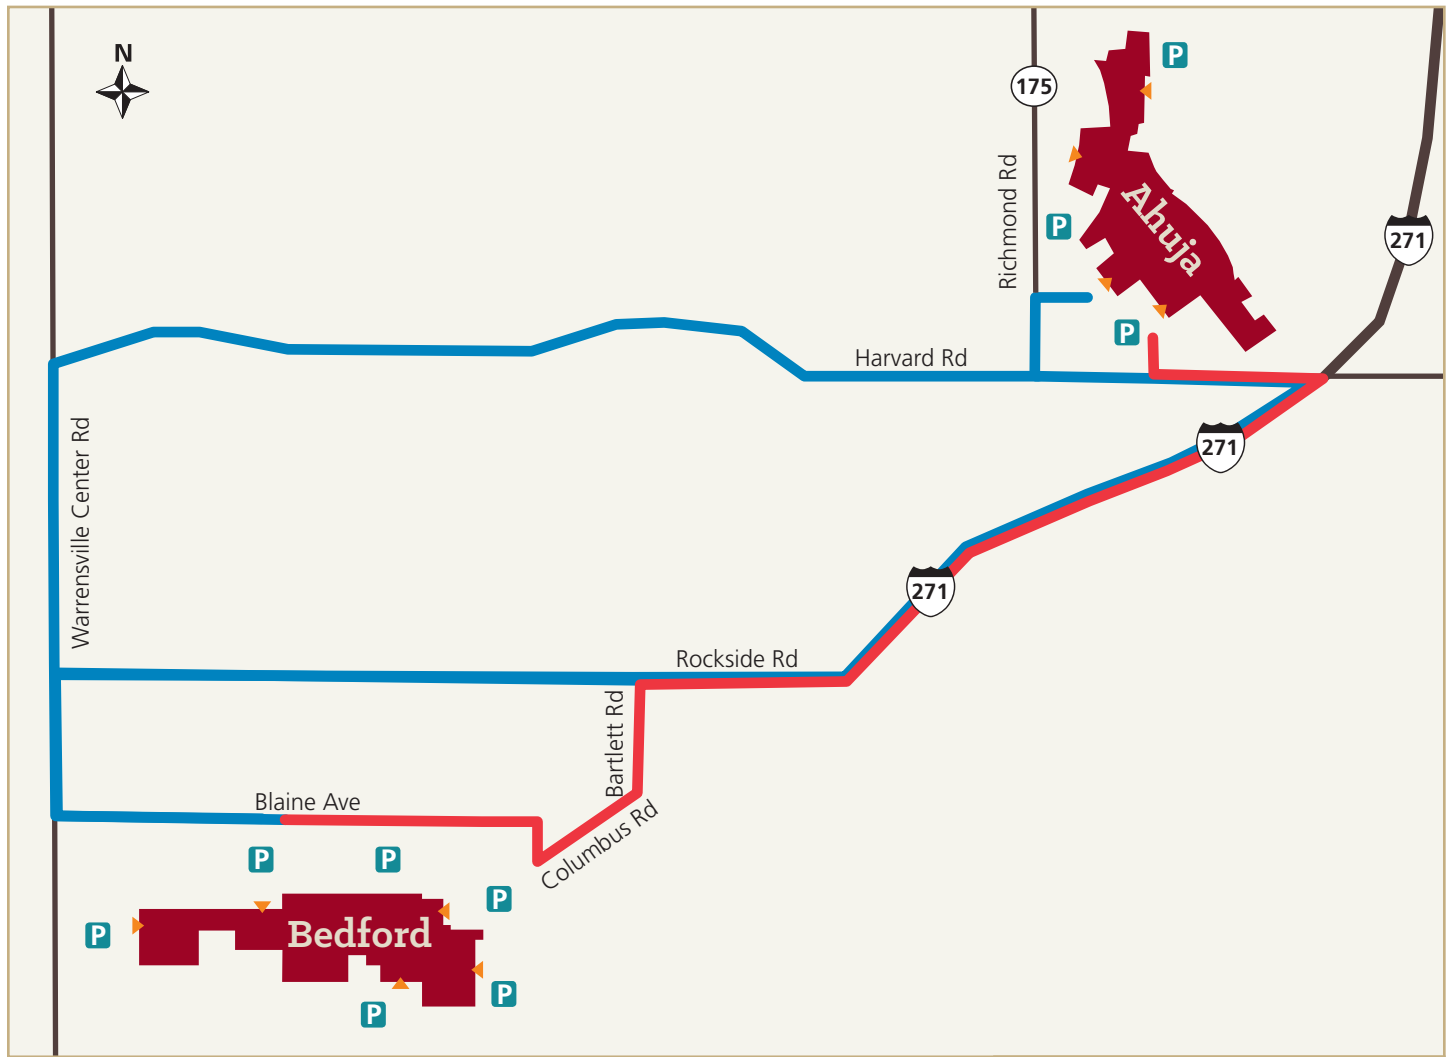 N
P
175
Richmond Rd
Ahuja
P
271
P
Harvard Rd
Warrensville Center Rd
271
271
Rockside Rd
Bartlett Rd
Blaine Ave
Columbus Rd
P
P
P
Bedford
P
P
P